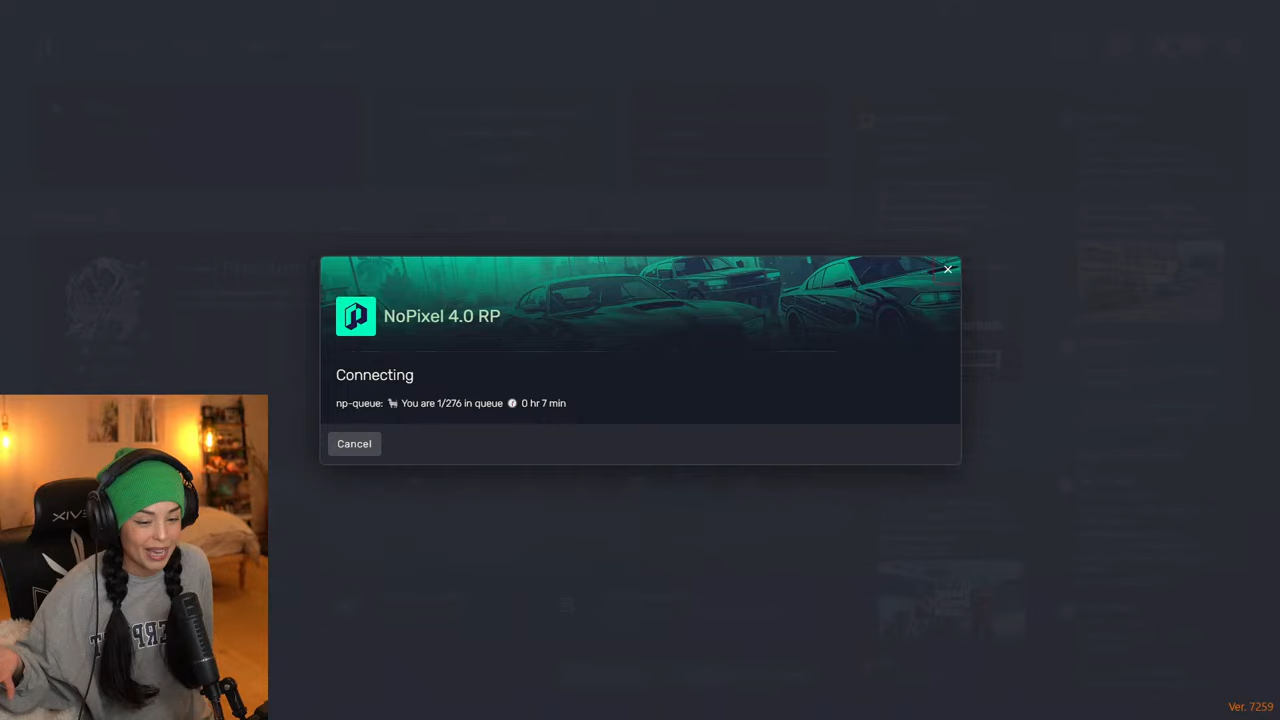 NoPixel 4.0 RP
Connecting
np-queue: 🐌 You are 1/276 in queue 🕖 0 hr 7 min
Cancel
XIVE
Ver. 7259